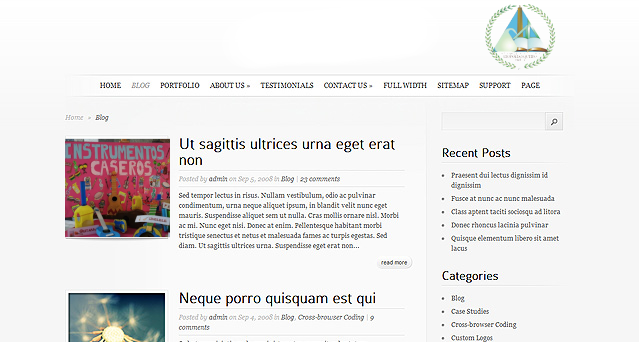 HOME BLOG PORTFOLIO ABOUT US » TESTIMONIALS CONTACT US » FULL WIDTH SITEMAP SUPPORT PAGE
Home » Blog
INSTRUMENTOS
CASEROS
Ut sagittis ultrices urna eget erat
non
Posted by admin on Sep 5, 2008 in Blog | 23 comments
Sed tempor lectus in risus. Nullam vestibulum, odio ac pulvinar
condimentum, urna neque aliquet ipsum, in blandit velit nunc eget
mauris. Suspendisse aliquet sem ut nulla. Cras mollis ornare nisl. Morbi
ac mi. Nunc eget nisi. Donec at enim. Pellentesque habitant morbi
tristique senectus et netus et malesuada fames ac turpis egestas. Sed
diam. Ut sagittis ultrices urna. Suspendisse eget erat non...
read more
Neque porro quisquam est qui
Posted by admin on Sep 4, 2008 in Blog, Cross-browser Coding | 9
comments
Recent Posts
Praesent dui lectus dignissim id
dignissim
Fusce at nunc ac nunc malesuada
Class aptent taciti sociosqu ad litora
Donec rhoncus lacinia pulvinar
Quisque elementum libero sit amet
lacus
Categories
Blog
Case Studies
Cross-browser Coding
Custom Logos